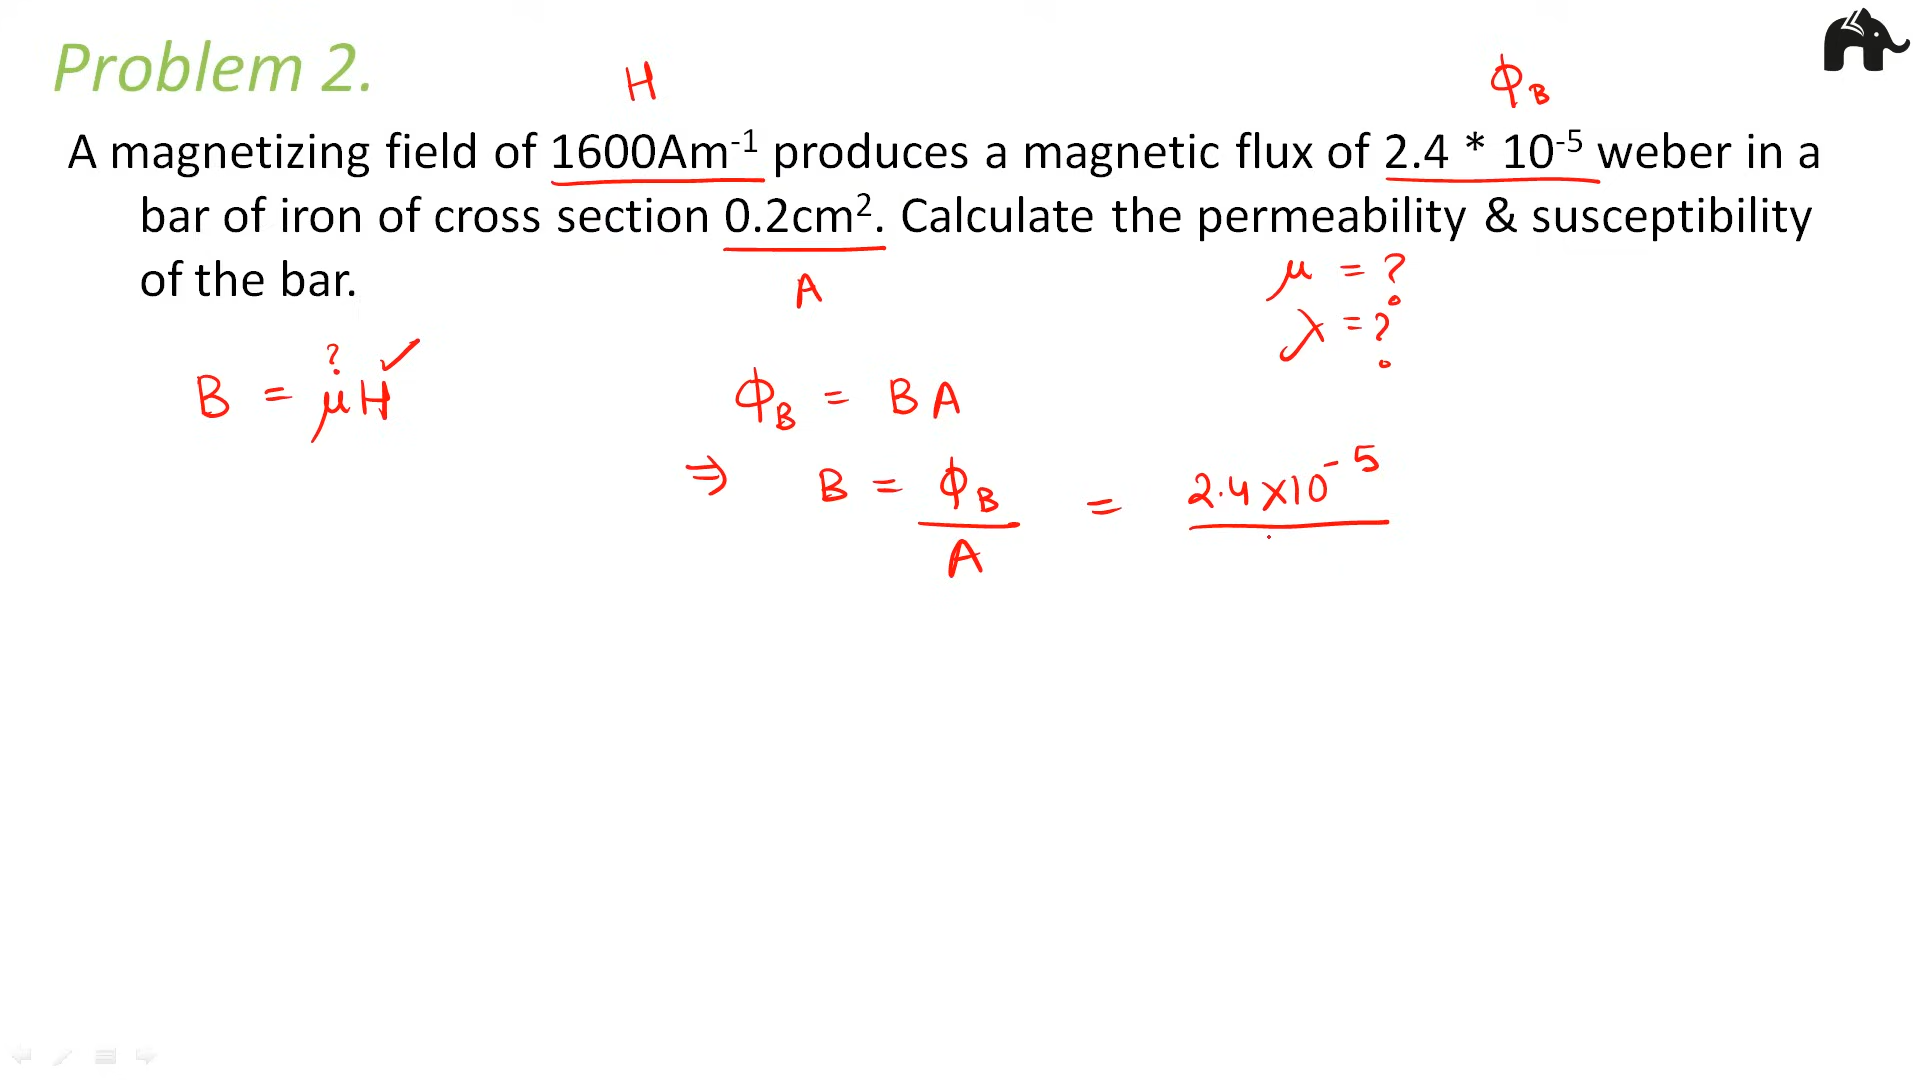 Problem 2.
H
Φ_B
A magnetizing field of 1600Am⁻¹ produces a magnetic flux of 2.4 * 10⁻⁵ weber in a
bar of iron of cross section 0.2cm². Calculate the permeability & susceptibility
of the bar.
A
μ = ?
χ = ?
?
B = μH ✓
Φ_B = BA
⇒ B = Φ_B / A = 2.4×10⁻⁵